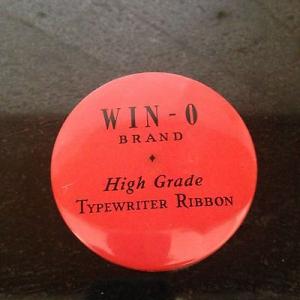 WIN-O
BRAND
High Grade
TYPEWRITER RIBBON